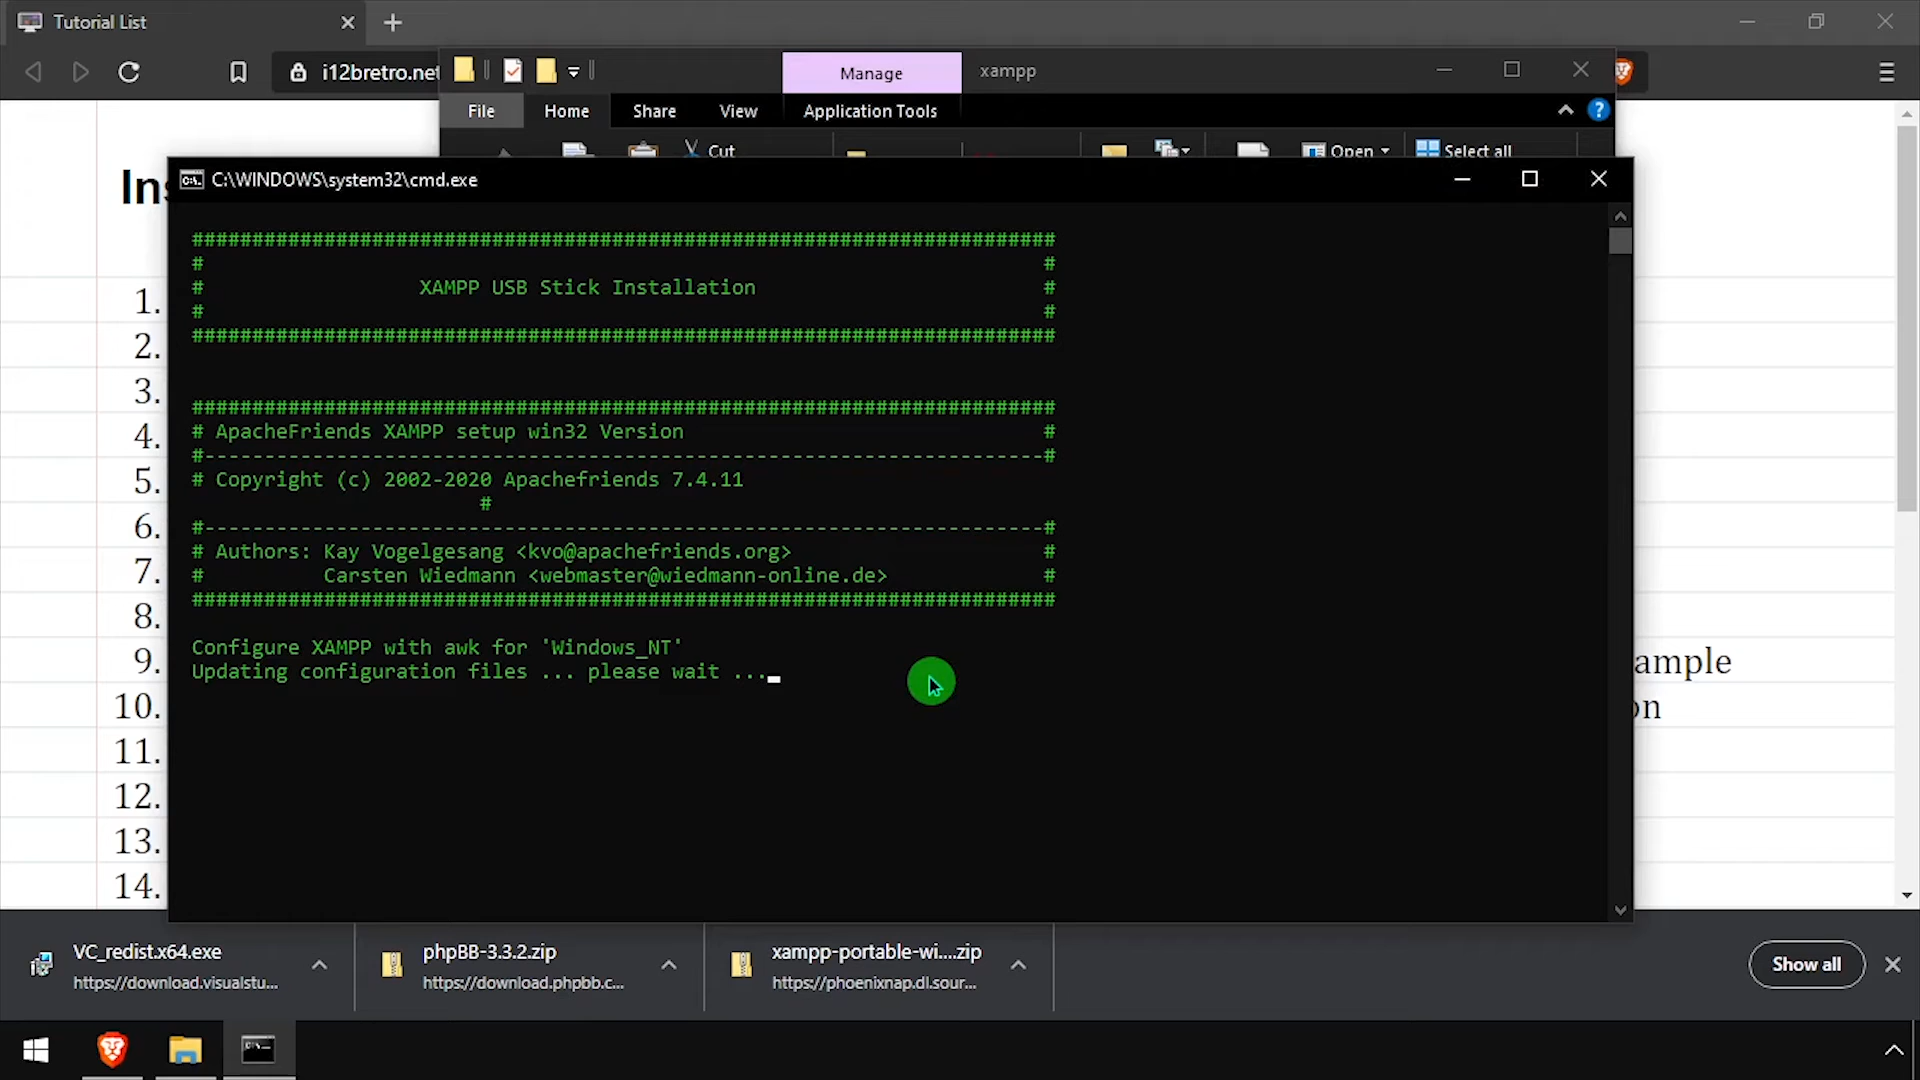 Tutorial List
i12bretro.net
Manage
xampp
File
Home
Share
View
Application Tools
Cut
Open
Select all
C:\WINDOWS\system32\cmd.exe
########################################################################
# #
# XAMPP USB Stick Installation #
# #
########################################################################
########################################################################
# ApacheFriends XAMPP setup win32 Version #
#----------------------------------------------------------------------#
# Copyright (c) 2002-2020 Apachefriends 7.4.11
#
#----------------------------------------------------------------------#
# Authors: Kay Vogelgesang <kvo@apachefriends.org> #
# Carsten Wiedmann <webmaster@wiedmann-online.de> #
########################################################################
Configure XAMPP with awk for 'Windows_NT'
Updating configuration files ... please wait ...
1.
2.
3.
4.
5.
6.
7.
8.
9. ample
10. on
11.
12.
13.
14.
VC_redist.x64.exe
https://download.visualstu...
phpBB-3.3.2.zip
https://download.phpbb.c...
xampp-portable-wi....zip
https://phoenixnap.dl.sour...
Show all